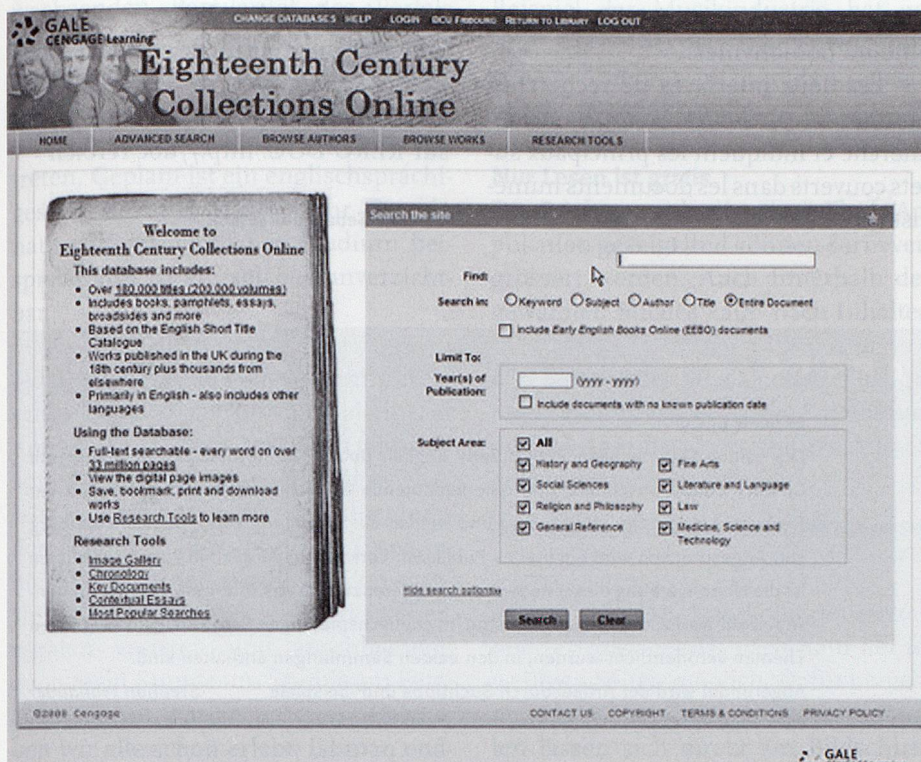 GALE
CENGAGE Learning
CHANGE DATABASES HELP LOGIN BCU FRIBOURG RETURN TO LIBRARY LOG OUT
Eighteenth Century
Collections Online
HOME ADVANCED SEARCH BROWSE AUTHORS BROWSE WORKS RESEARCH TOOLS
Welcome to
Eighteenth Century Collections Online
This database includes:
• Over 180,000 titles (200,000 volumes)
• Includes books, pamphlets, essays,
broadsides and more
• Based on the English Short Title
Catalogue
• Works published in the UK during the
18th century plus thousands from
elsewhere
• Primarily in English - also includes other
languages
Using the Database:
• Full-text searchable - every word on over
33 million pages
• View the digital page images
• Save, bookmark, print and download
works
• Use Research Tools to learn more
Research Tools
• Image Gallery
• Chronology
• Key Documents
• Contextual Essays
• Most Popular Searches
Search the site
Find:
Search in: Keyword Subject Author Title Entire Document
Include Early English Books Online (EEBO) documents
Limit To:
Year(s) of
Publication:
(yyyy - yyyy)
Include documents with no known publication date
Subject Area:
All
History and Geography Fine Arts
Social Sciences Literature and Language
Religion and Philosophy Law
General Reference Medicine, Science and
Technology
Hide search options
Search Clear
©2008 Cengage
CONTACT US COPYRIGHT TERMS & CONDITIONS PRIVACY POLICY
GALE